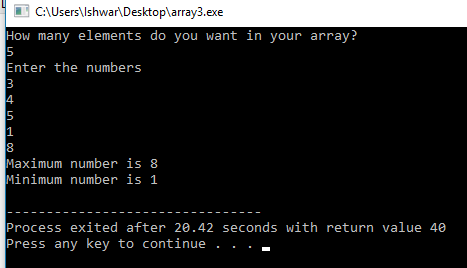 C:\Users\Ishwar\Desktop\array3.exe
How many elements do you want in your array?
5
Enter the numbers
3
4
5
1
8
Maximum number is 8
Minimum number is 1
--------------------------------
Process exited after 20.42 seconds with return value 40
Press any key to continue . . .